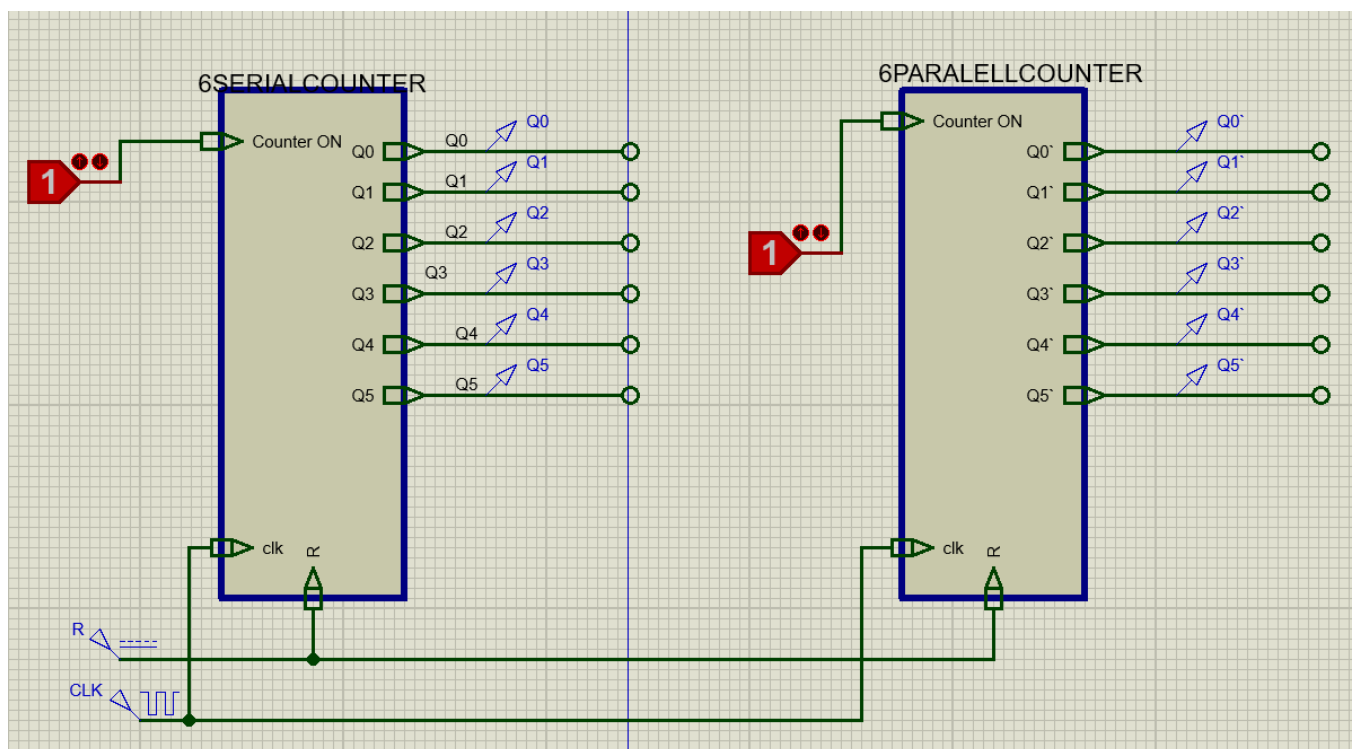 6SERIALCOUNTER
6PARALELLCOUNTER
Counter ON
1
Q0
Q0
Q0
Q1
Q1
Q1
Q2
Q2
Q2
Q3
Q3
Q3
Q4
Q4
Q4
Q5
Q5
Q5
clk
R
Counter ON
1
Q0`
Q0`
Q1`
Q1`
Q2`
Q2`
Q3`
Q3`
Q4`
Q4`
Q5`
Q5`
clk
R
R
CLK